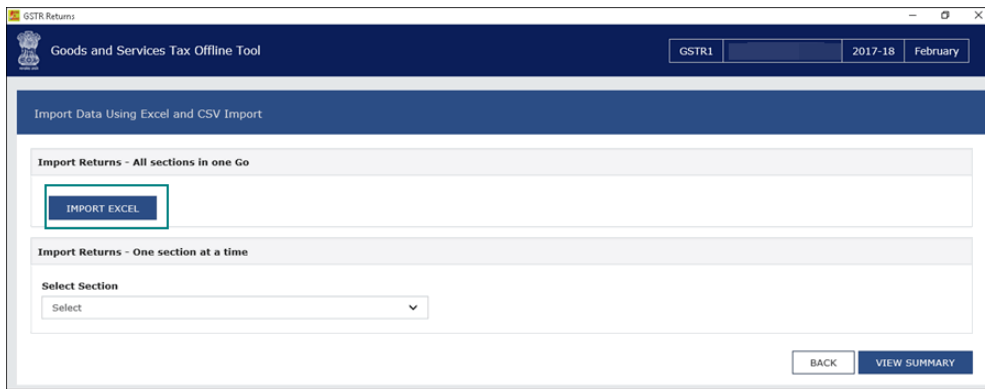 GSTR Returns
Goods and Services Tax Offline Tool
GSTR1 2017-18 February
Import Data Using Excel and CSV Import
Import Returns - All sections in one Go
IMPORT EXCEL
Import Returns - One section at a time
Select Section
Select
BACK VIEW SUMMARY